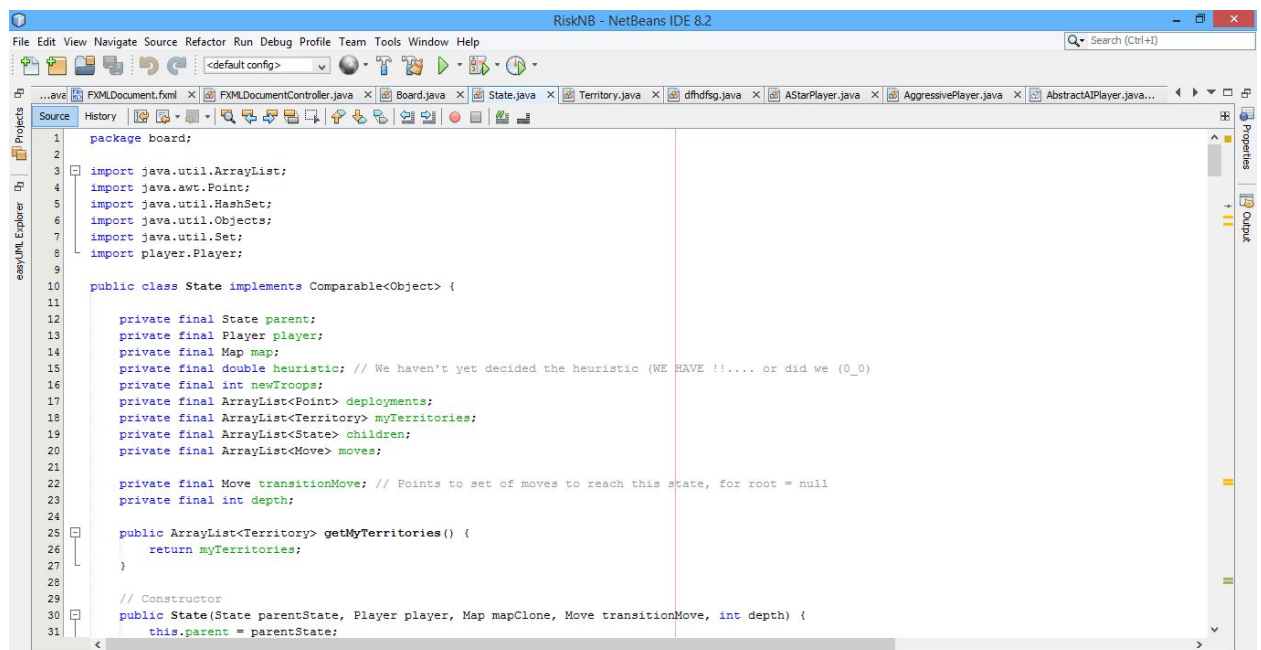 RiskNB - NetBeans IDE 8.2
File Edit View Navigate Source Refactor Run Debug Profile Team Tools Window Help
Search (Ctrl+I)
<default config>
...ava FXMLDocument.fxml FXMLDocumentController.java Board.java State.java Territory.java dfhdfsg.java AStarPlayer.java AggressivePlayer.java AbstractAIPlayer.java...
Source History
Projects
easyUML Explorer
Properties
Output
1 package board;
2
3 import java.util.ArrayList;
4 import java.awt.Point;
5 import java.util.HashSet;
6 import java.util.Objects;
7 import java.util.Set;
8 import player.Player;
9
10 public class State implements Comparable<Object> {
11
12 private final State parent;
13 private final Player player;
14 private final Map map;
15 private final double heuristic; // We haven't yet decided the heuristic (WE HAVE !!.... or did we (0_0)
16 private final int newTroops;
17 private final ArrayList<Point> deployments;
18 private final ArrayList<Territory> myTerritories;
19 private final ArrayList<State> children;
20 private final ArrayList<Move> moves;
21
22 private final Move transitionMove; // Points to set of moves to reach this state, for root = null
23 private final int depth;
24
25 public ArrayList<Territory> getMyTerritories() {
26 return myTerritories;
27 }
28
29 // Constructor
30 public State(State parentState, Player player, Map mapClone, Move transitionMove, int depth) {
31 this.parent = parentState;